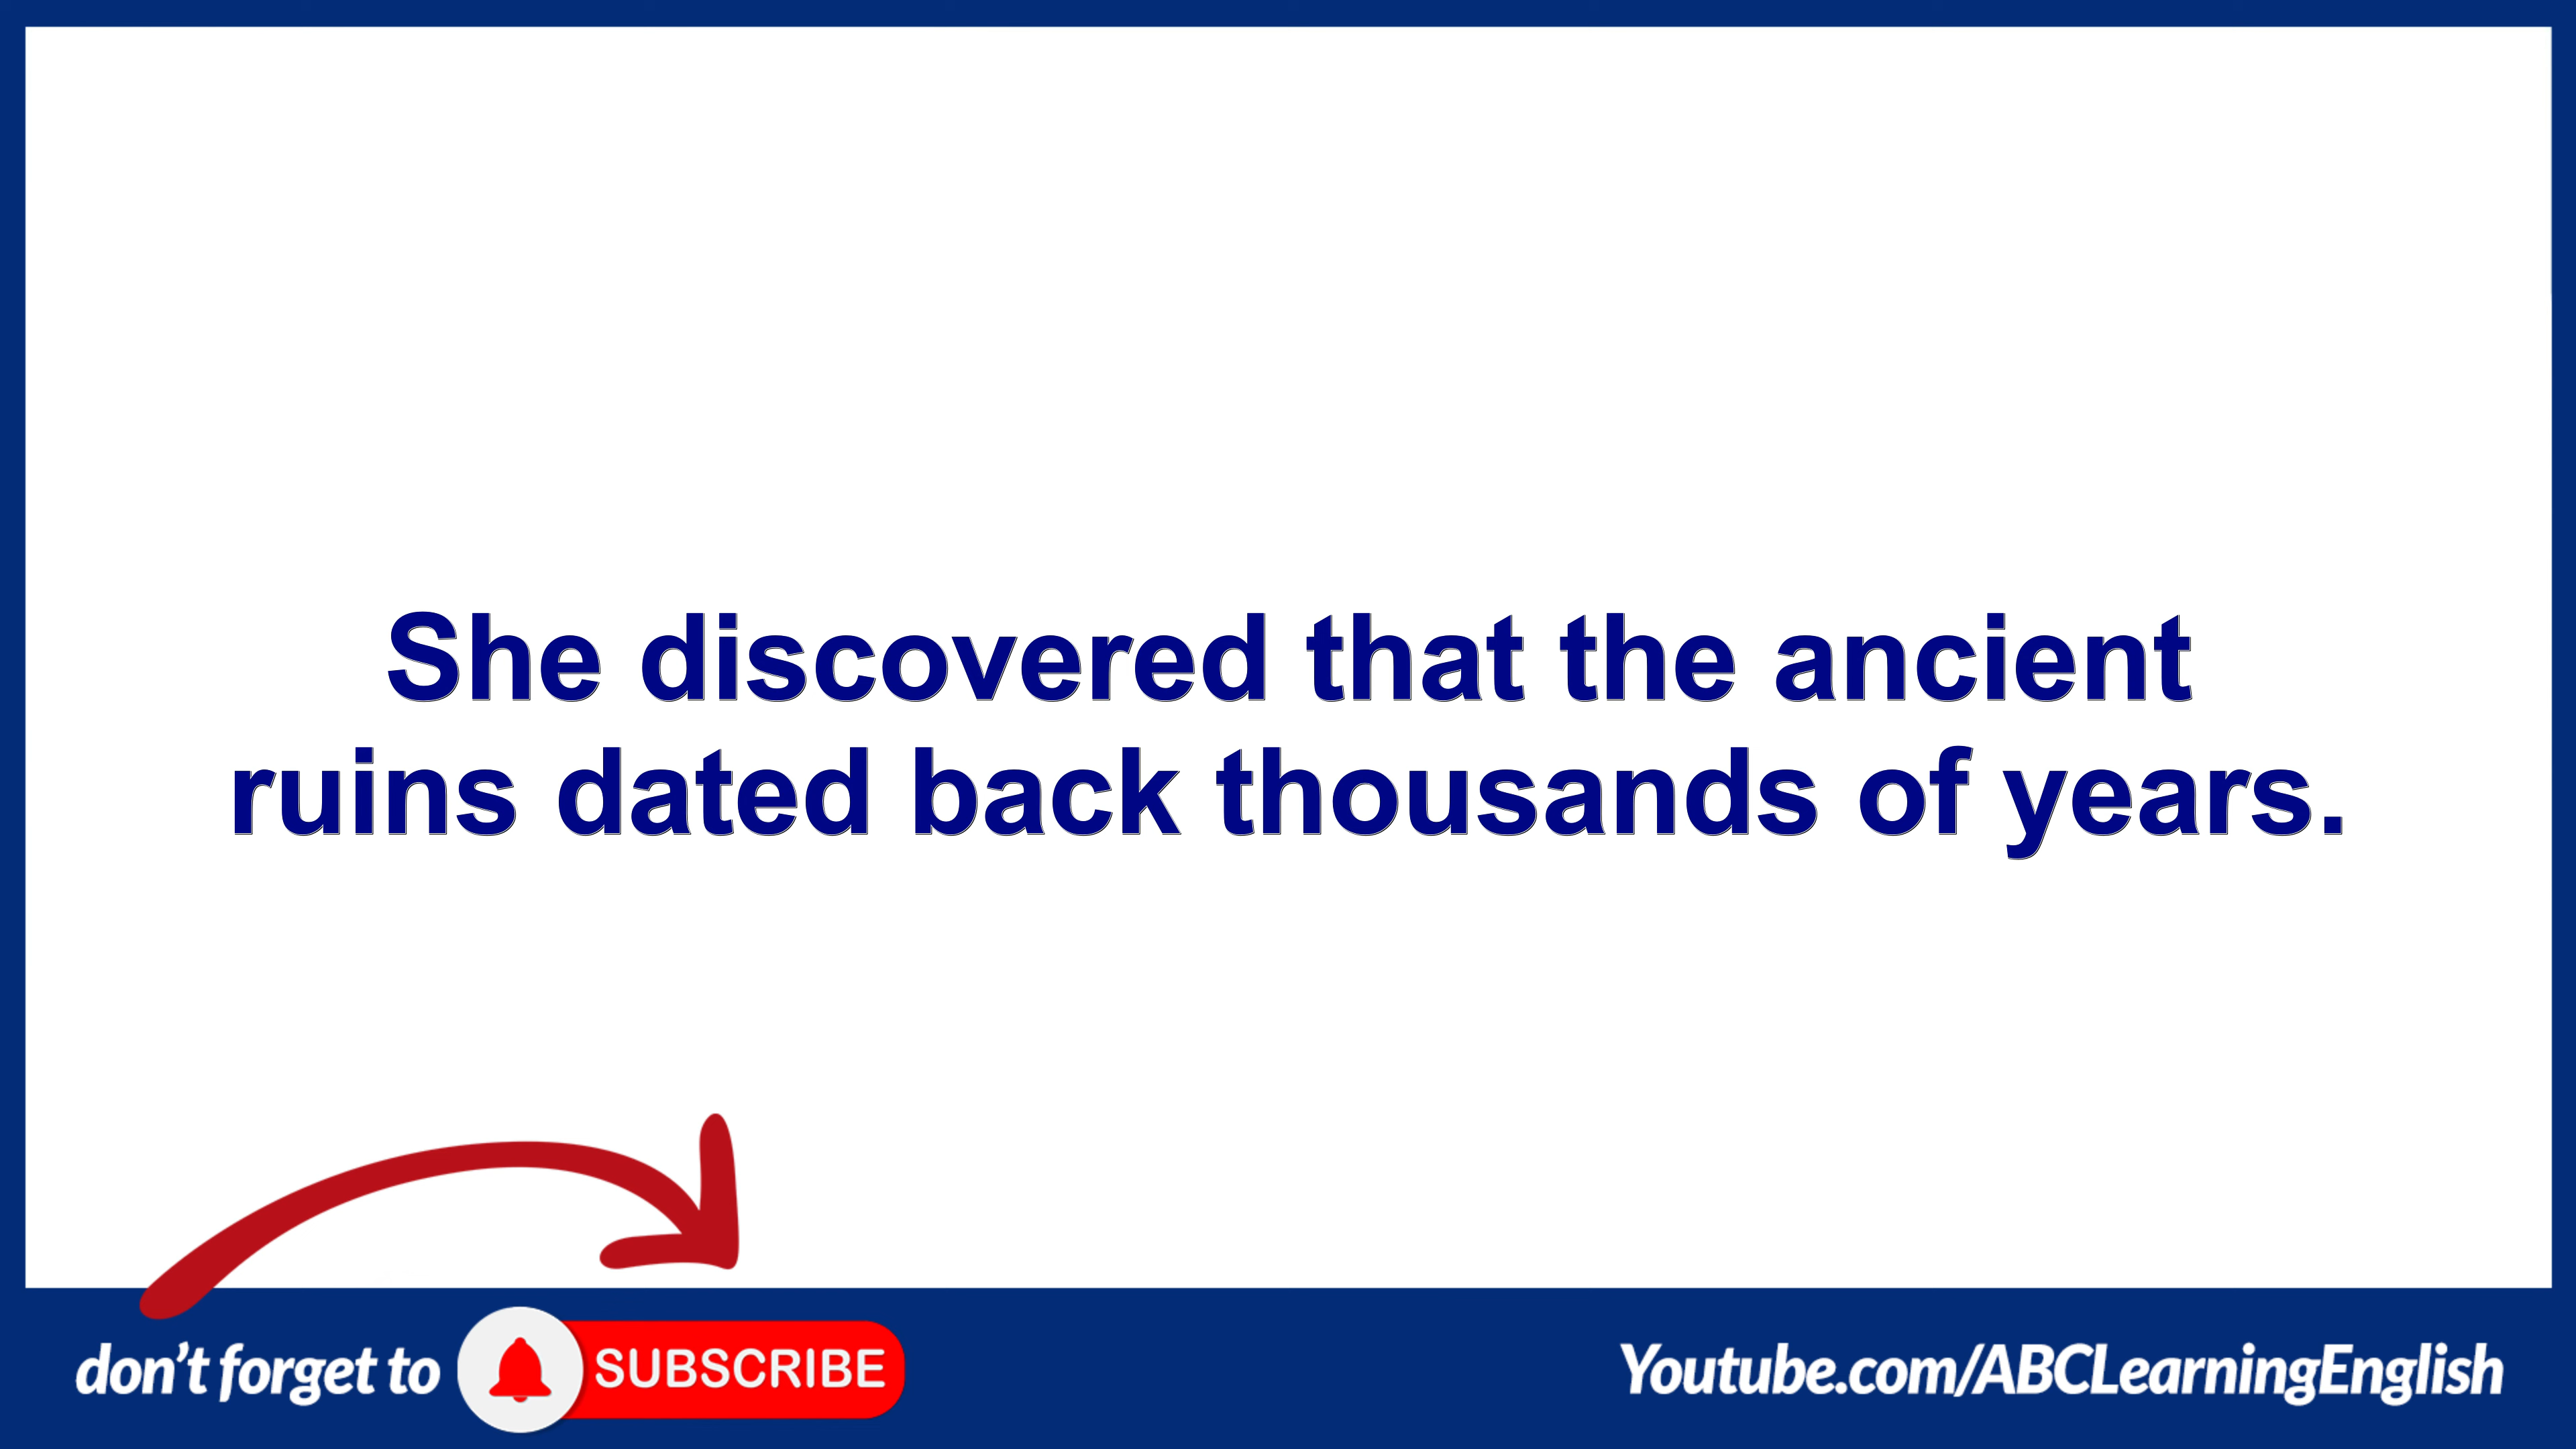 She discovered that the ancient
ruins dated back thousands of years.
don't forget to SUBSCRIBE
Youtube.com/ABCLearningEnglish